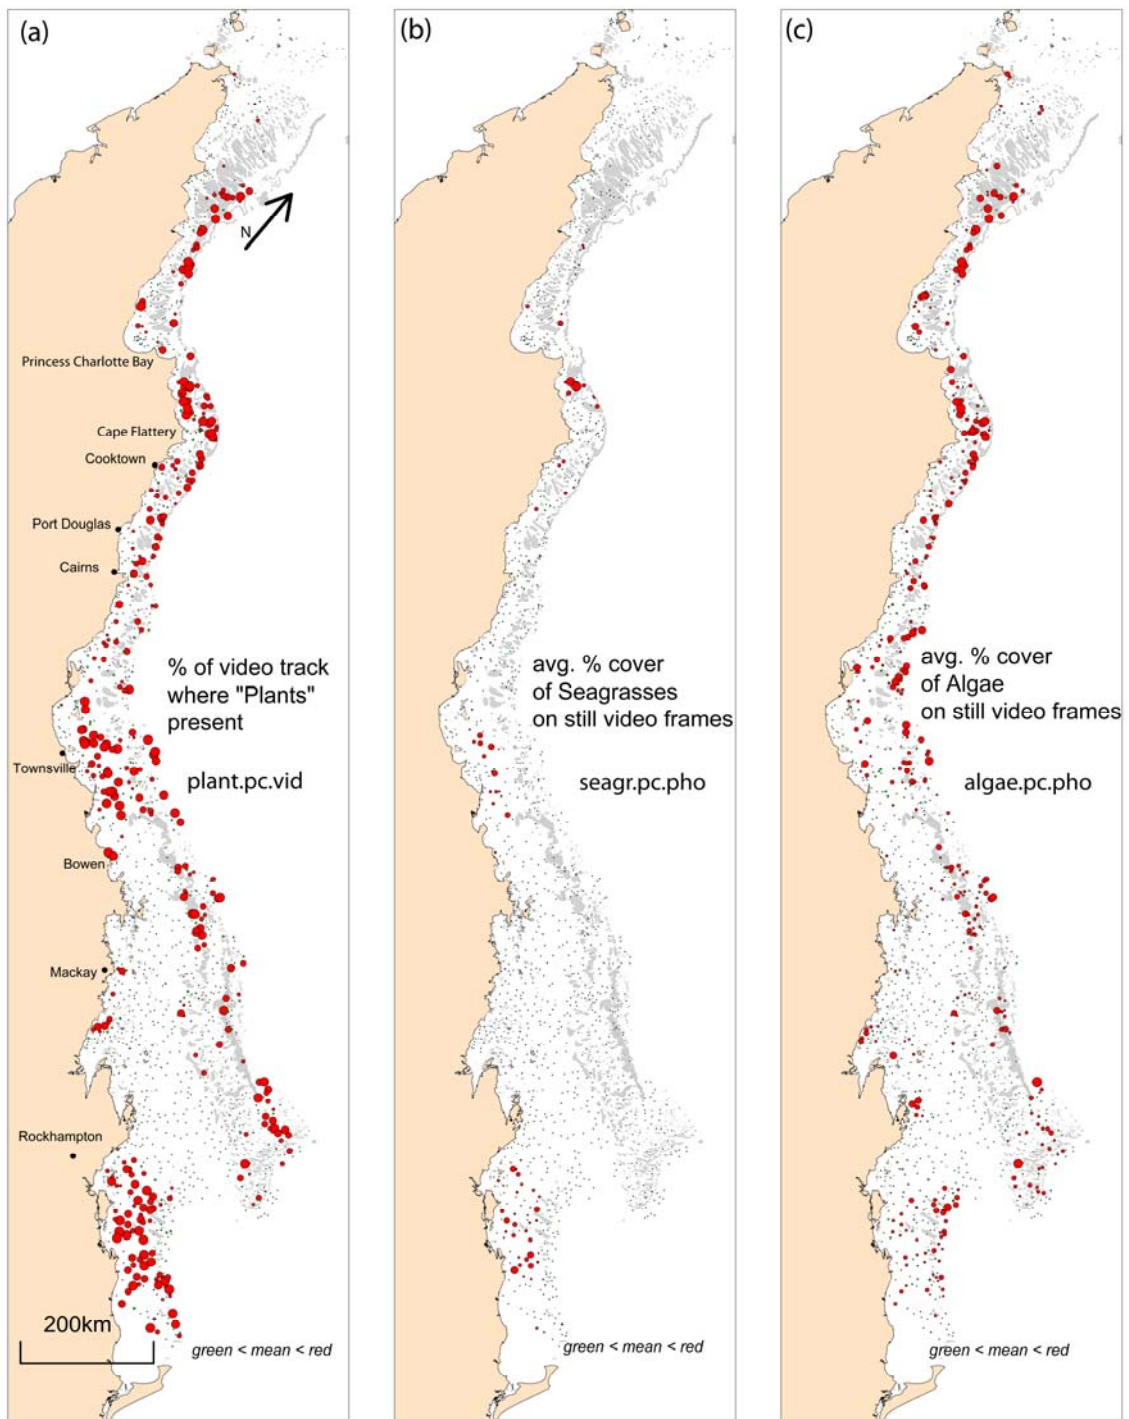 (a)
N
Princess Charlotte Bay
Cape Flattery
Cooktown
Port Douglas
Cairns
% of video track
where "Plants"
present
Townsville
plant.pc.vid
Bowen
Mackay
Rockhampton
200km
green < mean < red
(b)
avg. % cover
of Seagrasses
on still video frames
seagr.pc.pho
green < mean < red
(c)
avg. % cover
of Algae
on still video frames
algae.pc.pho
green < mean < red